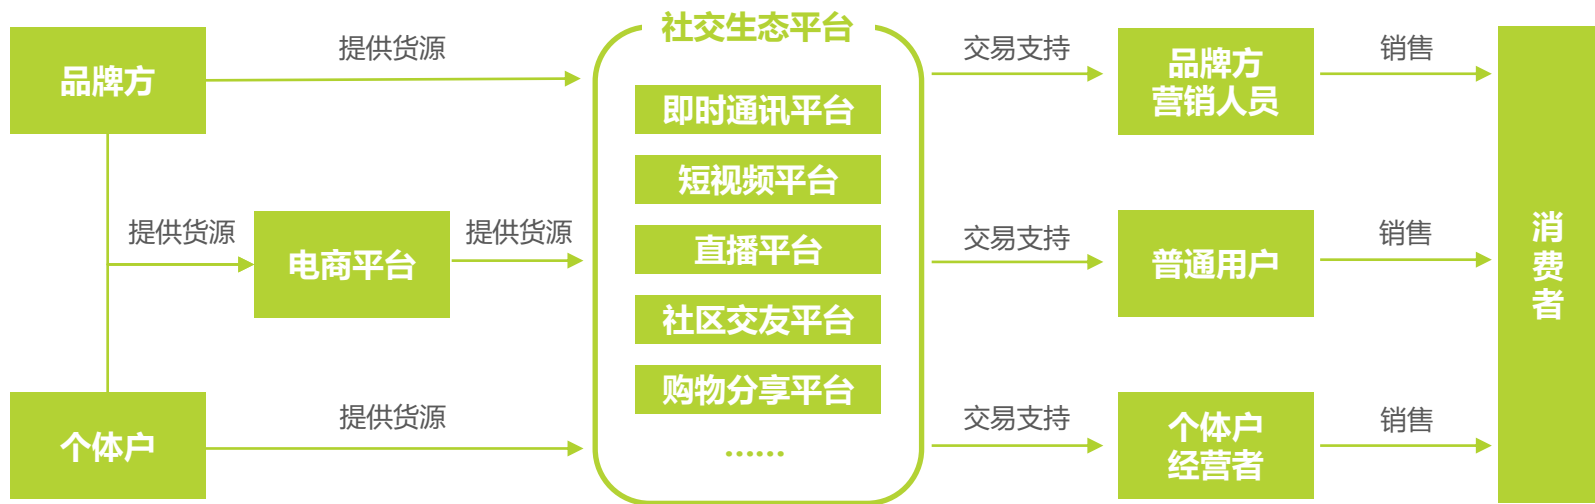 社交生态平台
品牌方
提供货源
交易支持
品牌方
营销人员
销售
即时通讯平台
短视频平台
提供货源
电商平台
提供货源
直播平台
交易支持
普通用户
销售
消
费
者
社区交友平台
购物分享平台
个体户
提供货源
……
交易支持
个体户
经营者
销售